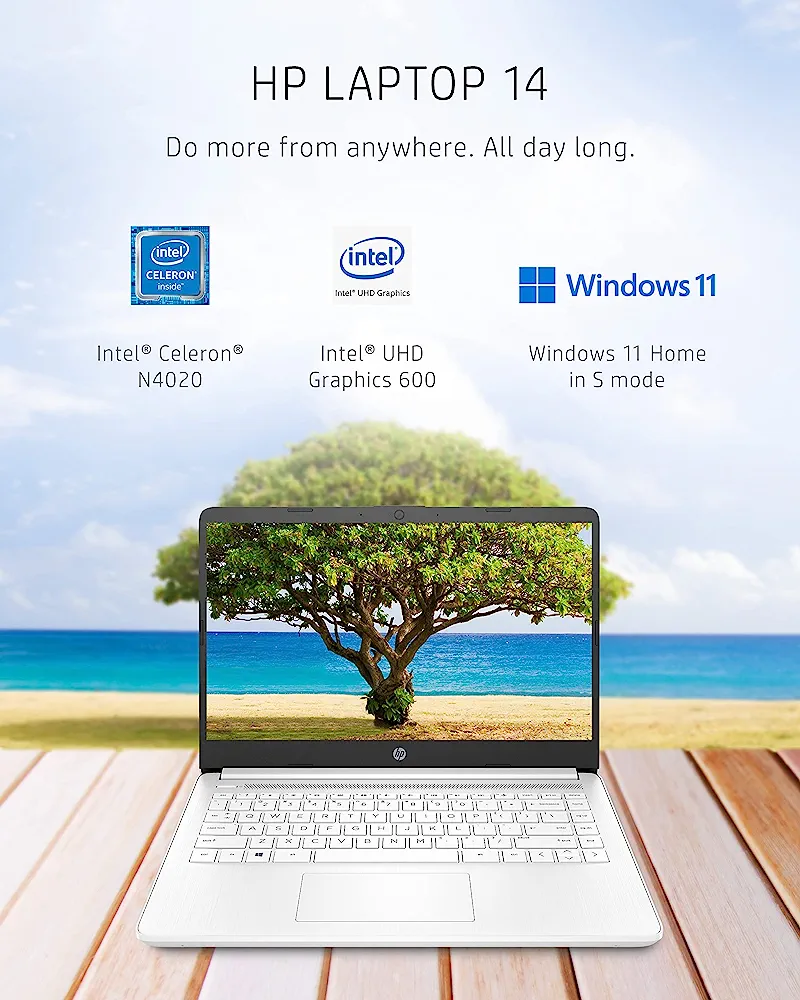 HP LAPTOP 14
Do more from anywhere. All day long.
intel®
CELERON®
inside™
intel®
Intel® UHD Graphics
Windows 11
Intel® Celeron®
N4020
Intel® UHD
Graphics 600
Windows 11 Home
in S mode
hp
Q W E R T Y U I O P
A S D F G H J K L
Z X C V B N M